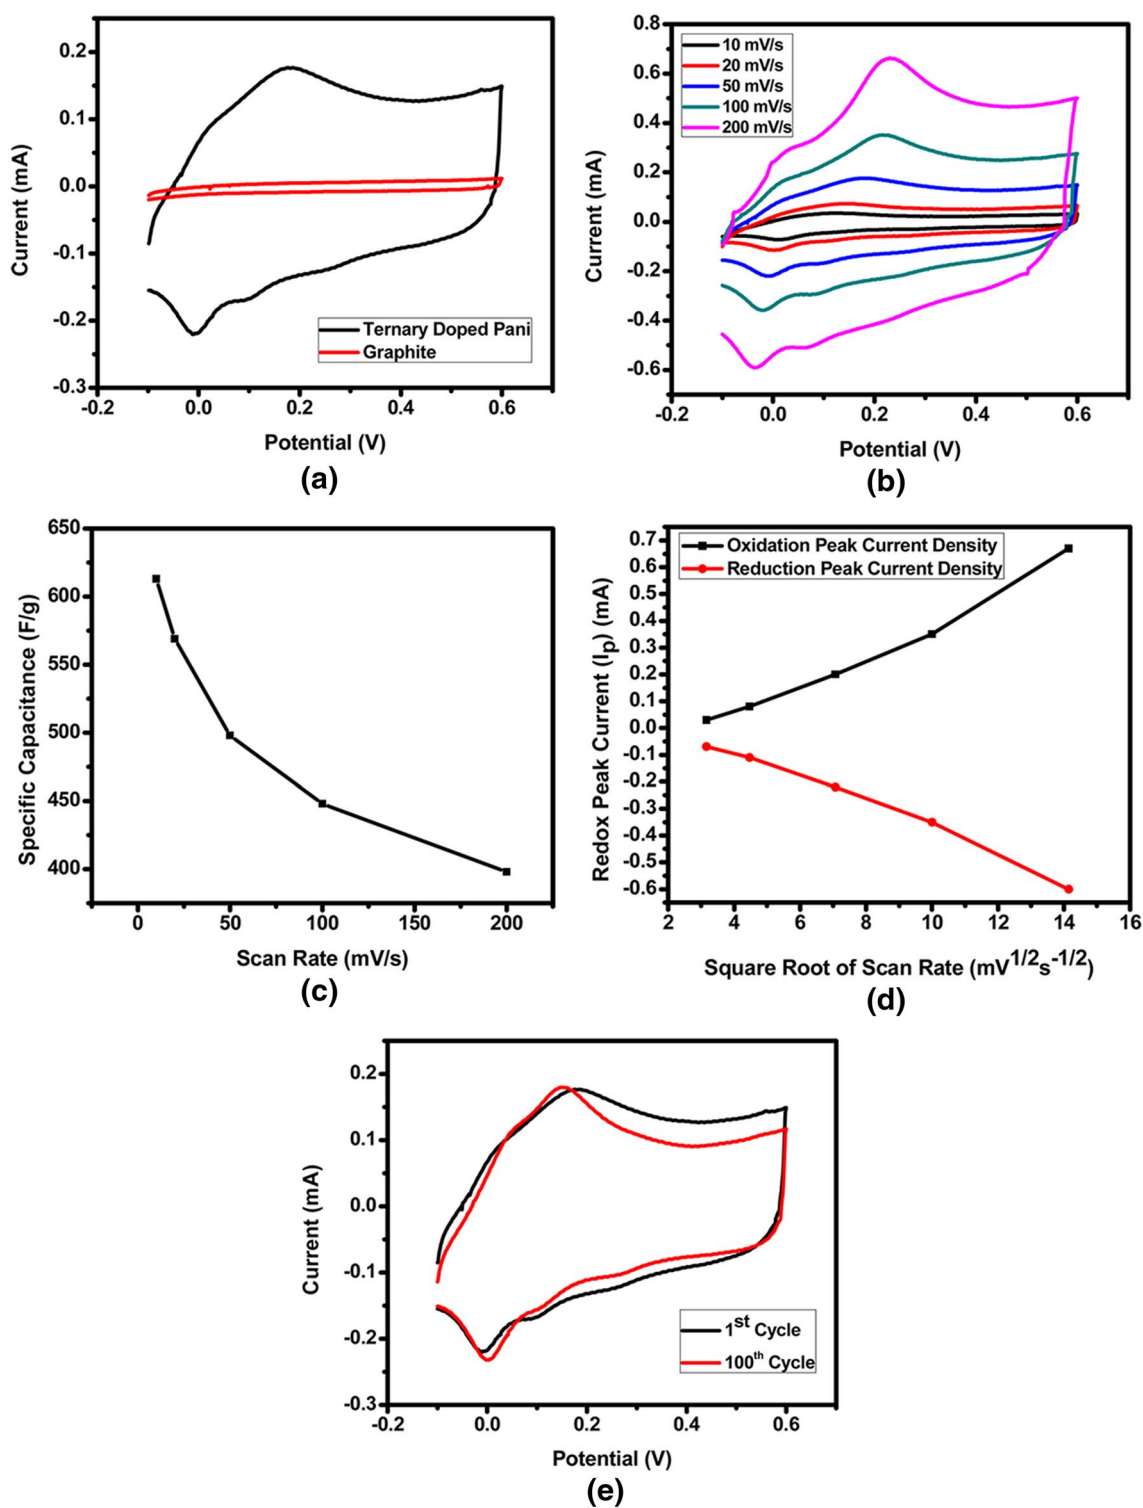 0.2
0.1
0.0
-0.1
-0.2
-0.3
Current (mA)
Ternary Doped Pani
Graphite
-0.2 0.0 0.2 0.4 0.6
Potential (V)
(a)
0.8
0.6
0.4
0.2
0.0
-0.2
-0.4
-0.6
Current (mA)
10 mV/s
20 mV/s
50 mV/s
100 mV/s
200 mV/s
-0.2 0.0 0.2 0.4 0.6
Potential (V)
(b)
650
600
550
500
450
400
Specific Capacitance (F/g)
0 50 100 150 200
Scan Rate (mV/s)
(c)
0.7
0.6
0.5
0.4
0.3
0.2
0.1
0.0
-0.1
-0.2
-0.3
-0.4
-0.5
-0.6
Redox Peak Current (Ip) (mA)
Oxidation Peak Current Density
Reduction Peak Current Density
2 4 6 8 10 12 14 16
Square Root of Scan Rate (mV1/2s-1/2)
(d)
0.2
0.1
0.0
-0.1
-0.2
-0.3
Current (mA)
1st Cycle
100th Cycle
-0.2 0.0 0.2 0.4 0.6
Potential (V)
(e)